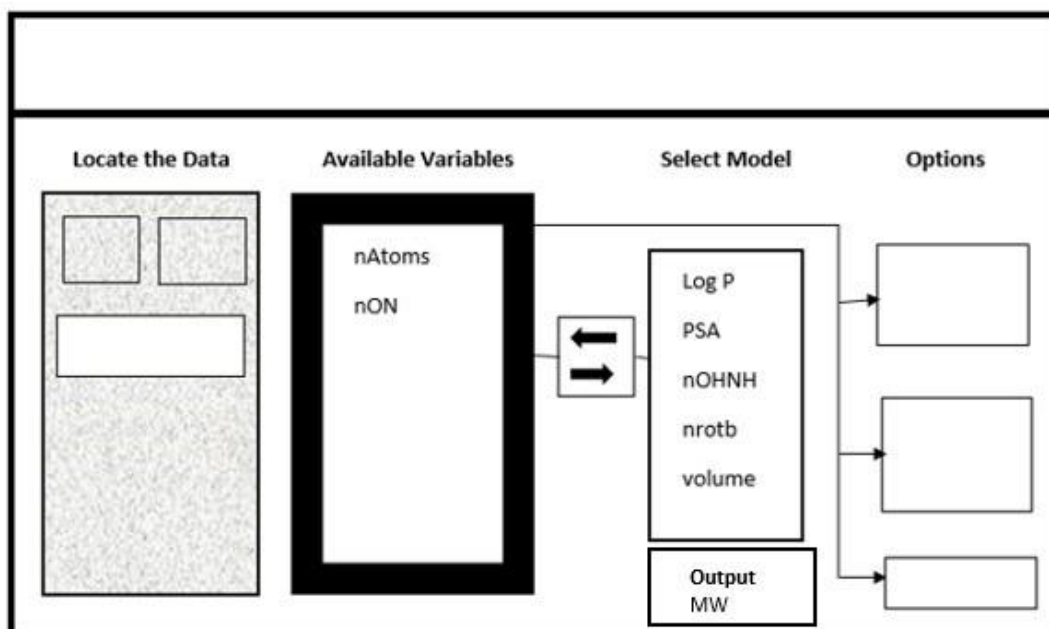 Locate the Data
Available Variables
Select Model
Options
nAtoms
nON
Log P
PSA
nOHNH
nrotb
volume
Output
MW